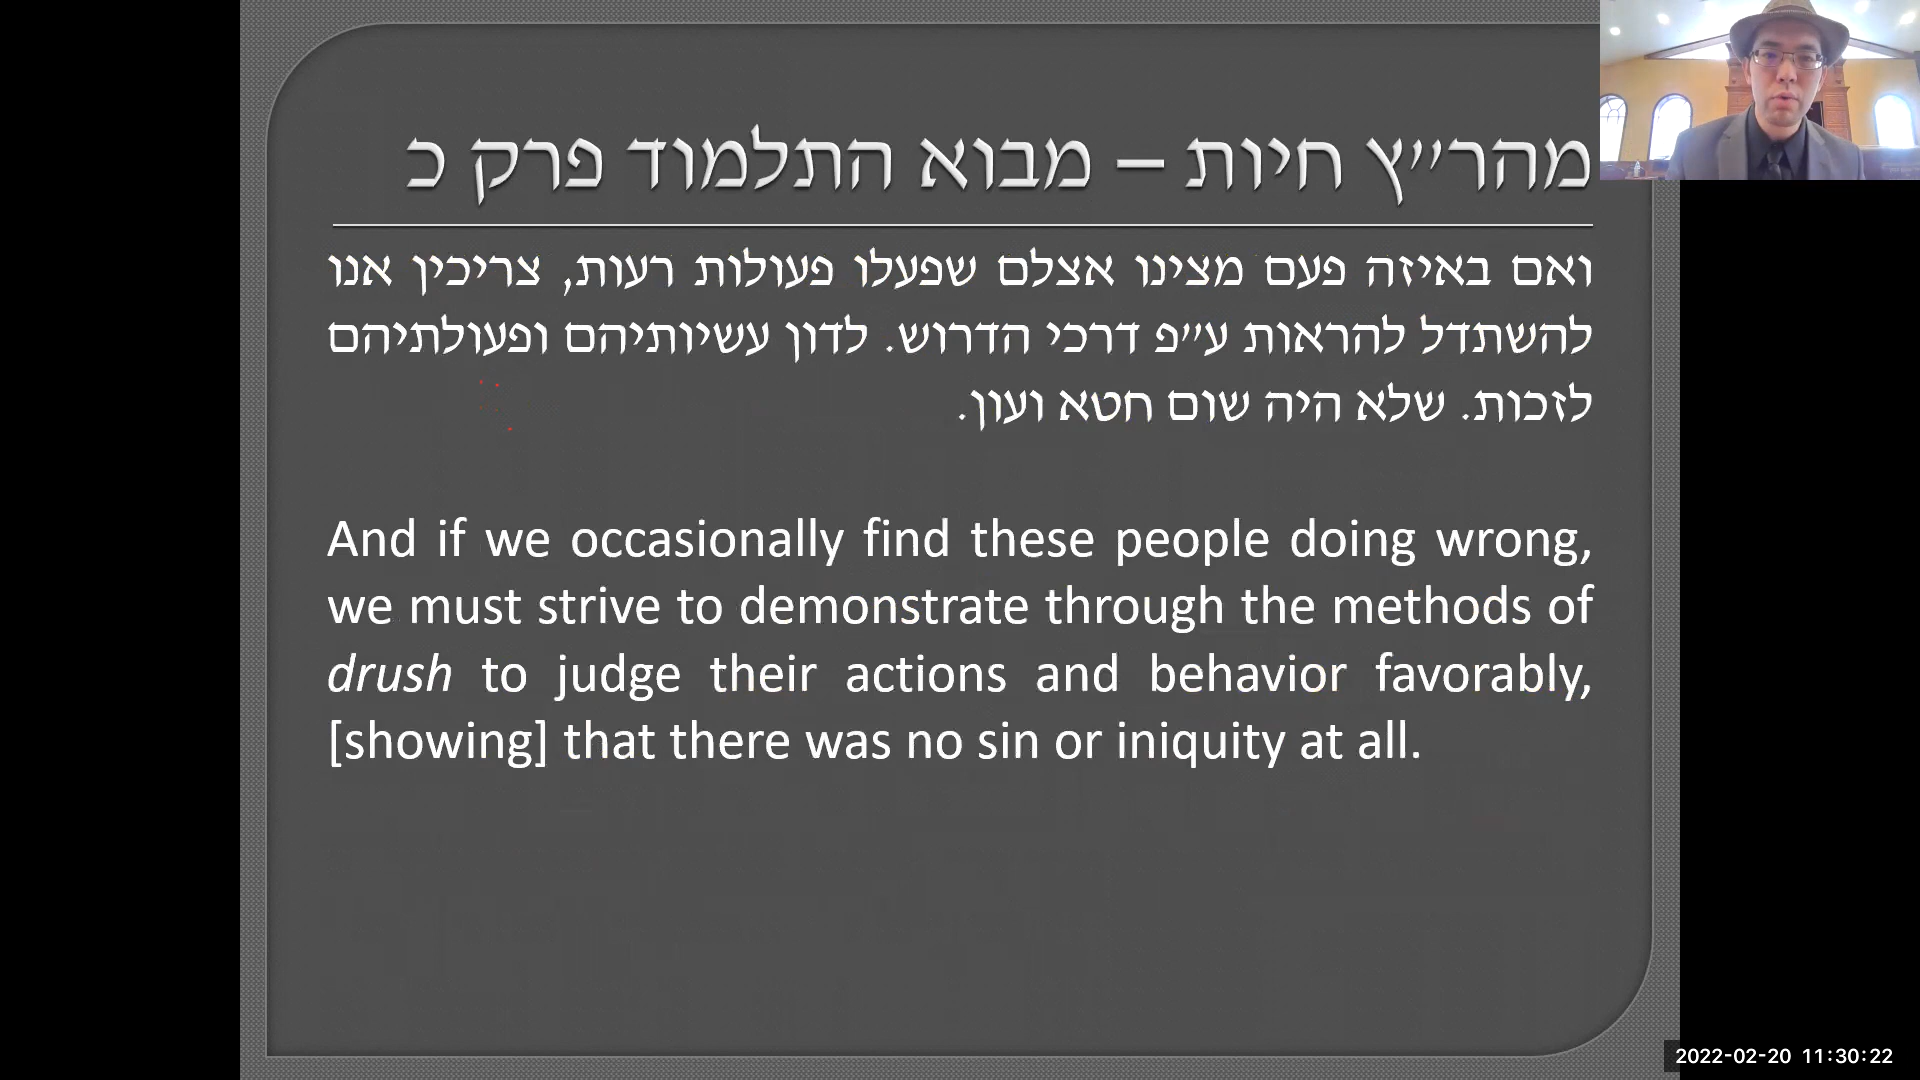 מהר״ץ חיות – מבוא התלמוד פרק כ
ואם באיזה פעם מצינו אצלם שפעלו פעולות רעות, צריכין אנו
להשתדל להראות ע״פ דרכי הדרוש. לדון עשיותיהם ופעולתיהם
לזכות. שלא היה שום חטא ועון.
And if we occasionally find these people doing wrong,
we must strive to demonstrate through the methods of
drush to judge their actions and behavior favorably,
[showing] that there was no sin or iniquity at all.
2022-02-20 11:30:22